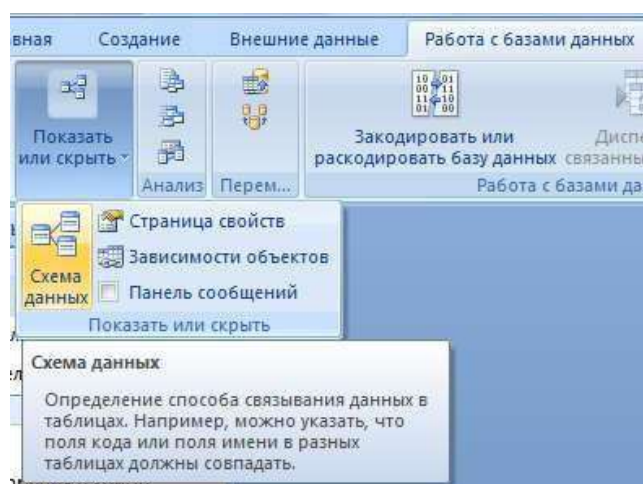 вная Создание Внешние данные Работа с базами данных
Показать
или скрыть
Закодировать или
раскодировать базу данных
Диспе
связанны
Анализ Перем... Работа с базами да
Схема
данных
Страница свойств
Зависимости объектов
Панель сообщений
Показать или скрыть
Схема данных
Определение способа связывания данных в
таблицах. Например, можно указать, что
поля кода или поля имени в разных
таблицах должны совпадать.